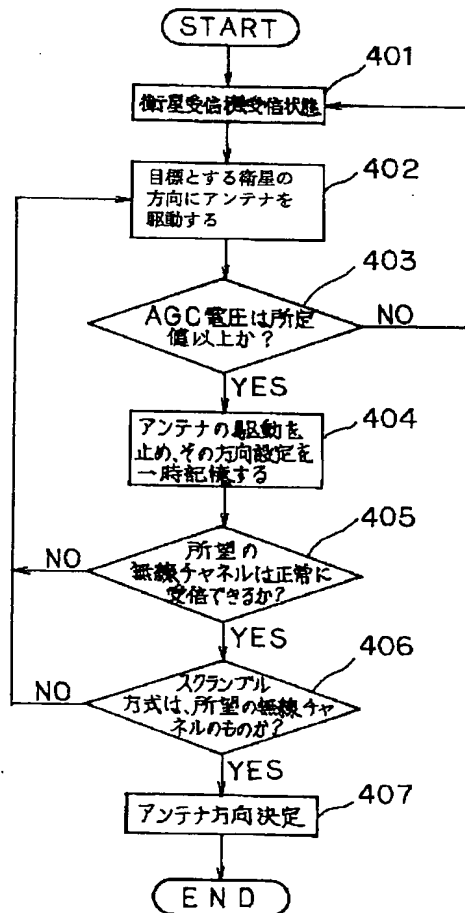 START
401
衛星受信機受信状態
402
目標とする衛星の
方向にアンテナを
駆動する
403
AGC電圧は所定
値以上か?
NO
YES
404
アンテナの駆動を
止め、その方向設定を
一時記憶する
405
所望の
無線チャネルは正常に
受信できるか?
NO
YES
406
スクランブル
方式は、所望の無線チャ
ネルのものか?
NO
YES
407
アンテナ方向決定
END